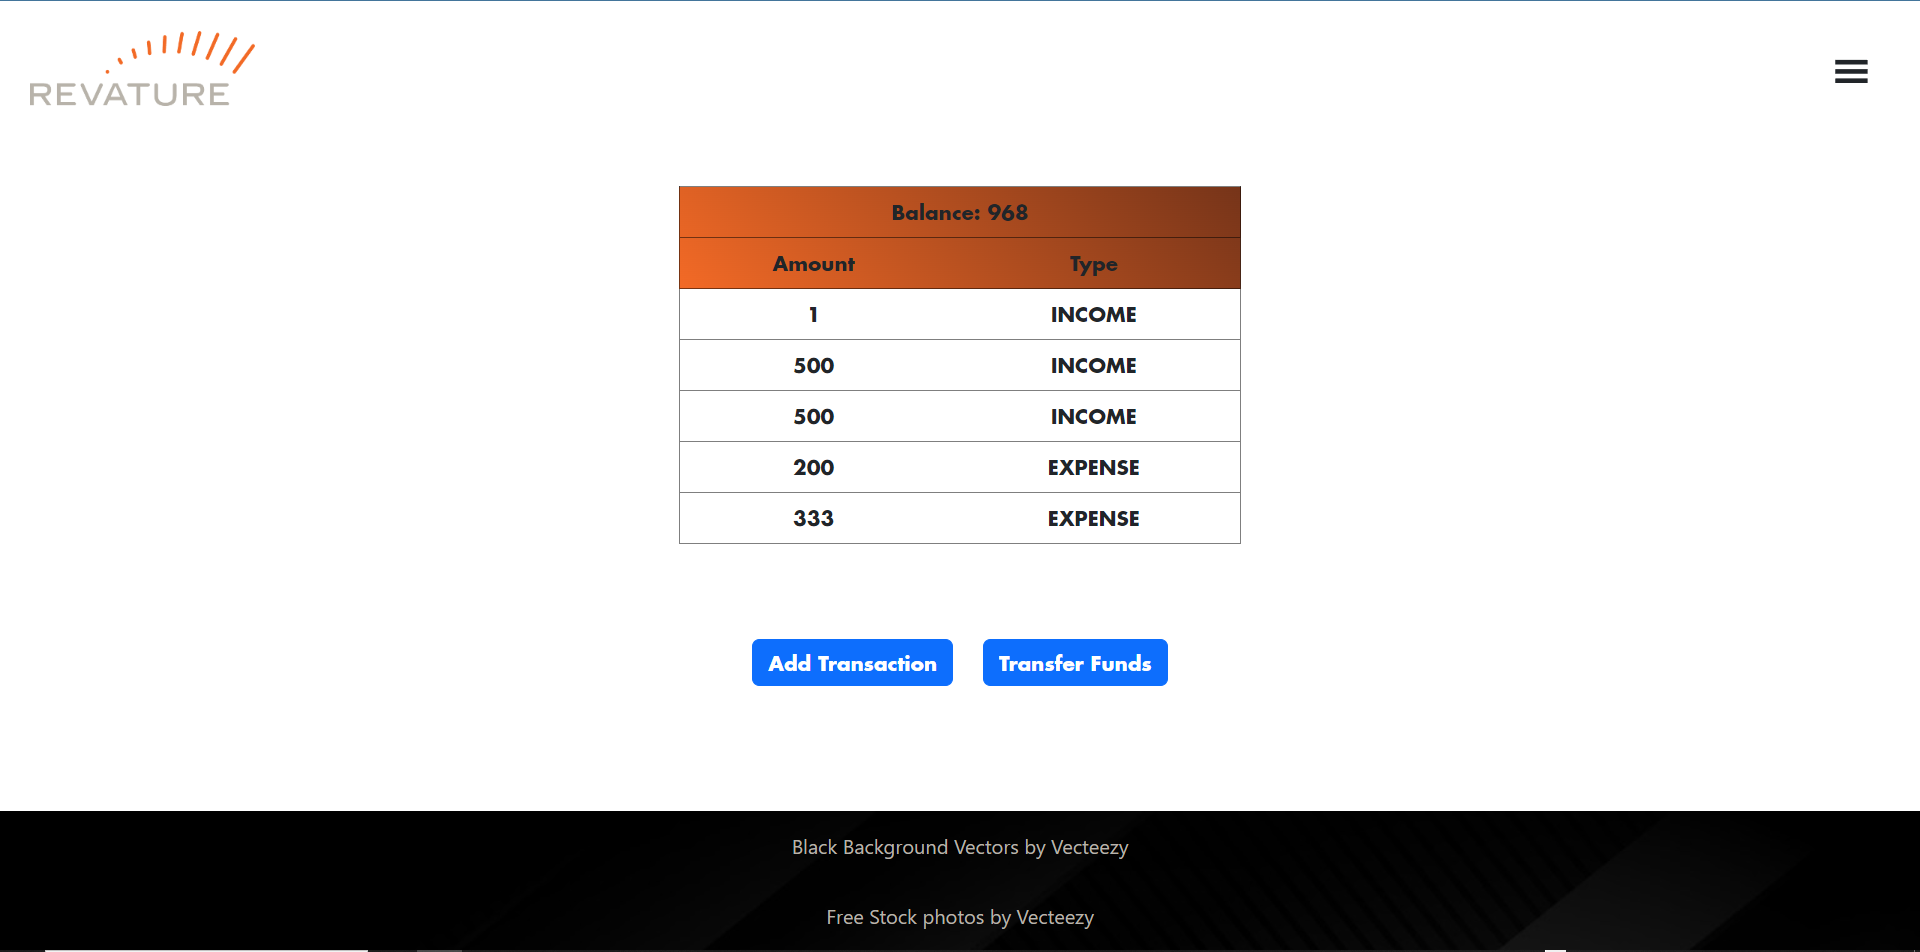 REVATURE
Balance: 968
Amount Type
1 INCOME
500 INCOME
500 INCOME
200 EXPENSE
333 EXPENSE
Add Transaction Transfer Funds
Black Background Vectors by Vecteezy
Free Stock photos by Vecteezy